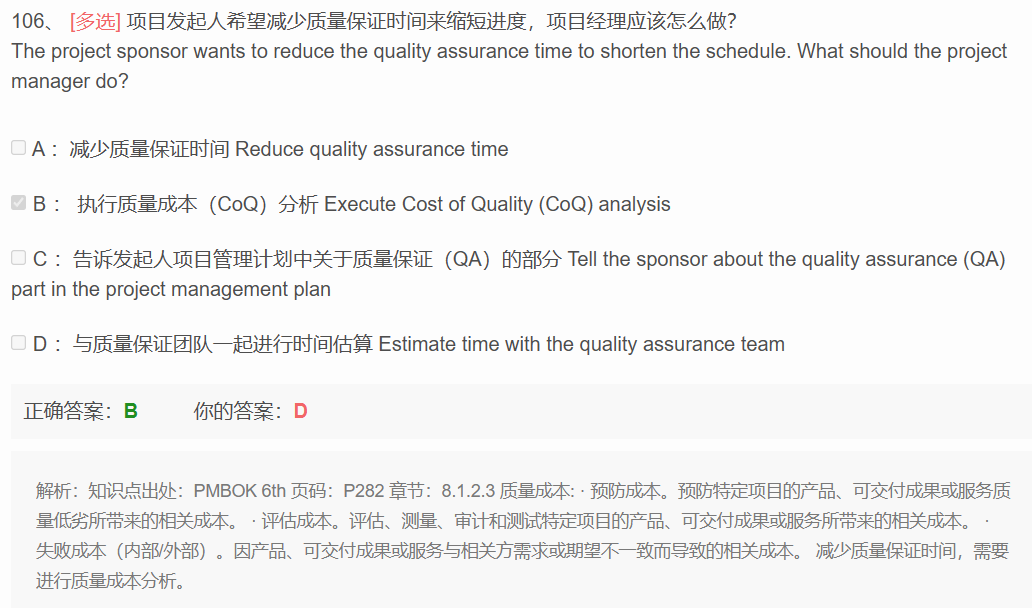 106、 [多选] 项目发起人希望减少质量保证时间来缩短进度，项目经理应该怎么做？
The project sponsor wants to reduce the quality assurance time to shorten the schedule. What should the project
manager do?
A： 减少质量保证时间 Reduce quality assurance time
B： 执行质量成本（CoQ）分析 Execute Cost of Quality (CoQ) analysis
C： 告诉发起人项目管理计划中关于质量保证（QA）的部分 Tell the sponsor about the quality assurance (QA)
part in the project management plan
D： 与质量保证团队一起进行时间估算 Estimate time with the quality assurance team
正确答案：B 你的答案：D
解析：知识点出处：PMBOK 6th 页码：P282 章节：8.1.2.3 质量成本: · 预防成本。预防特定项目的产品、可交付成果或服务质
量低劣所带来的相关成本。 · 评估成本。评估、测量、审计和测试特定项目的产品、可交付成果或服务所带来的相关成本。 ·
失败成本（内部/外部）。因产品、可交付成果或服务与相关方需求或期望不一致而导致的相关成本。 减少质量保证时间，需要
进行质量成本分析。